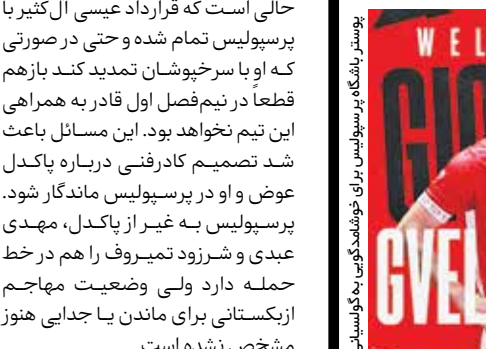 حالی است که قرارداد عیسی آل‌کثیر با
پرسپولیس تمام شده و حتی در صورتی
که او با سرخپوشان تمدید کند بازهم
قطعاً در نیم‌فصل اول قادر به همراهی
این تیم نخواهد بود. این مسائل باعث
شد تصمیم کادرفنی درباره پاکدل
عوض و او در پرسپولیس ماندگار شود.
پرسپولیس به غیر از پاکدل، مهدی
عبدی و شرزود تمیروف را هم در خط
حمله دارد ولی وضعیت مهاجم
ازبکستانی برای ماندن یا جدایی هنوز
مشخص نشده است
پوستر باشگاه پرسپولیس برای خوشامدگویی به گولسیانی
W E L
GIO
GVEL